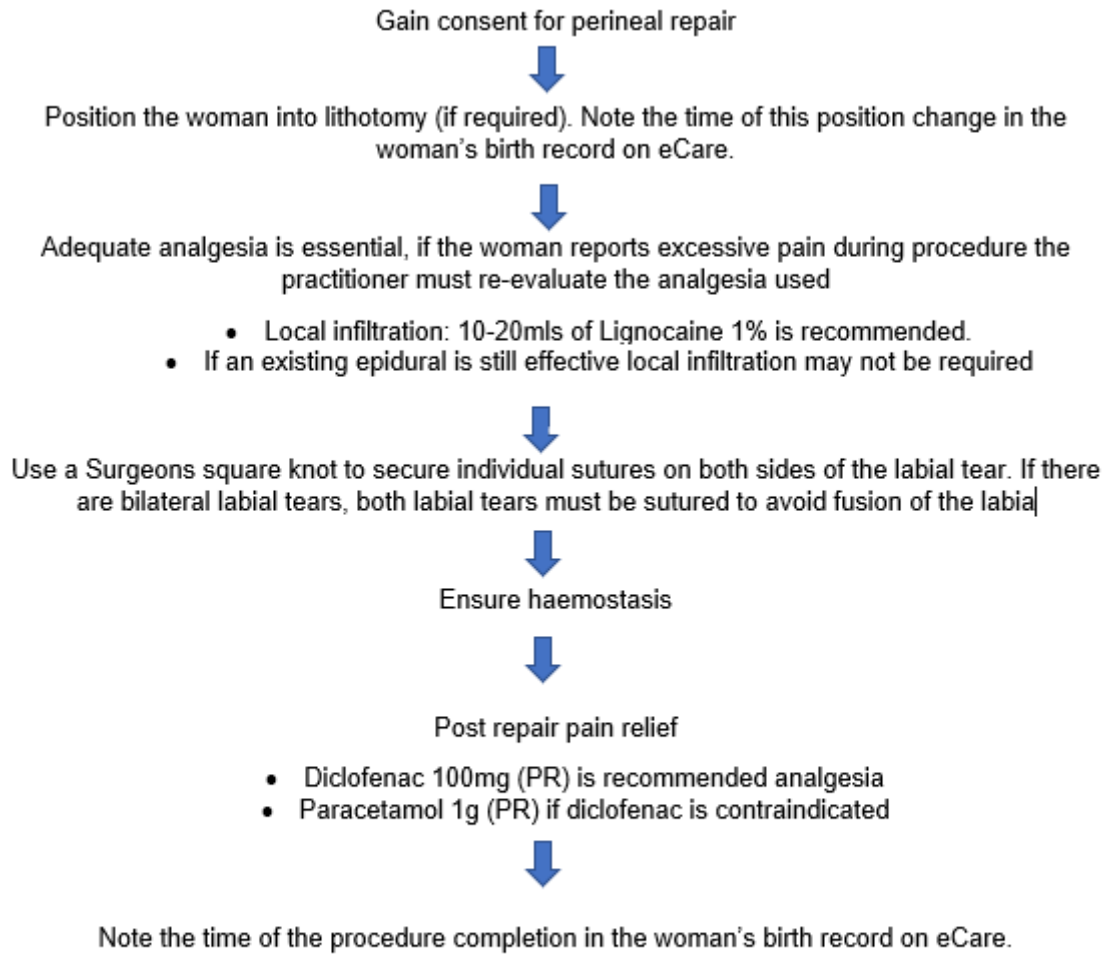 Gain consent for perineal repair
Position the woman into lithotomy (if required). Note the time of this position change in the
woman's birth record on eCare.
Adequate analgesia is essential, if the woman reports excessive pain during procedure the
practitioner must re-evaluate the analgesia used
• Local infiltration: 10-20mls of Lignocaine 1% is recommended.
• If an existing epidural is still effective local infiltration may not be required
Use a Surgeons square knot to secure individual sutures on both sides of the labial tear. If there
are bilateral labial tears, both labial tears must be sutured to avoid fusion of the labia
Ensure haemostasis
Post repair pain relief
• Diclofenac 100mg (PR) is recommended analgesia
• Paracetamol 1g (PR) if diclofenac is contraindicated
Note the time of the procedure completion in the woman's birth record on eCare.